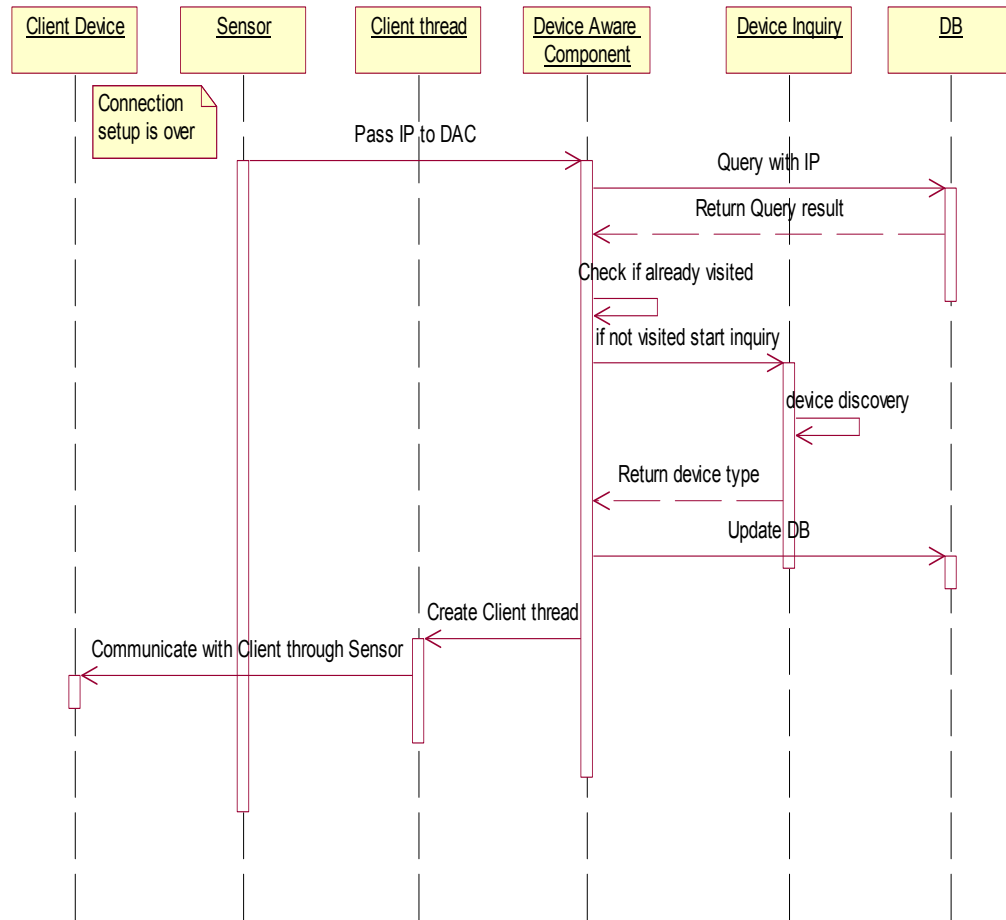 Client Device
Sensor
Client thread
Device Aware
Component
Device Inquiry
DB
Connection
setup is over
Pass IP to DAC
Query with IP
Return Query result
Check if already visited
if not visited start inquiry
device discovery
Return device type
Update DB
Create Client thread
Communicate with Client through Sensor